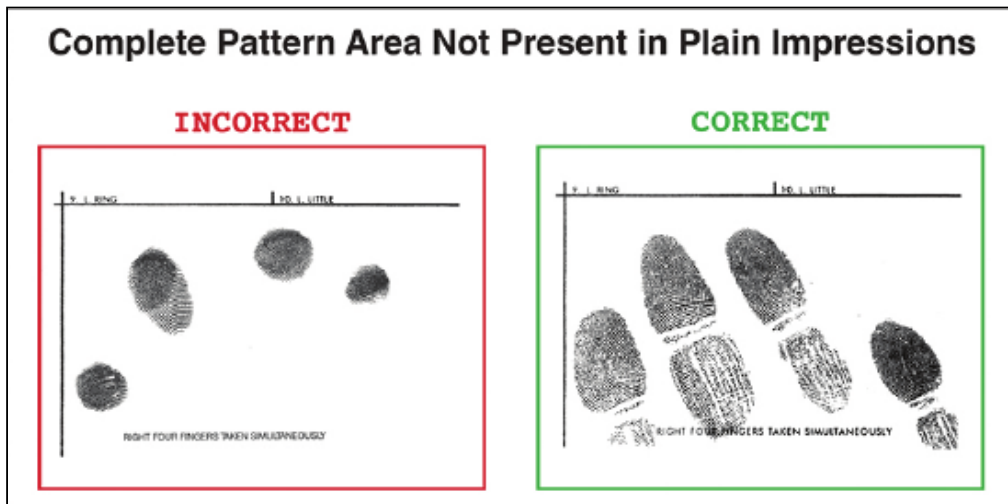 Complete Pattern Area Not Present in Plain Impressions
INCORRECT
CORRECT
9. L. RING
10. L. LITTLE
RIGHT FOUR FINGERS TAKEN SIMULTANEOUSLY
9. L. RING
10. L. LITTLE
RIGHT FOUR FINGERS TAKEN SIMULTANEOUSLY